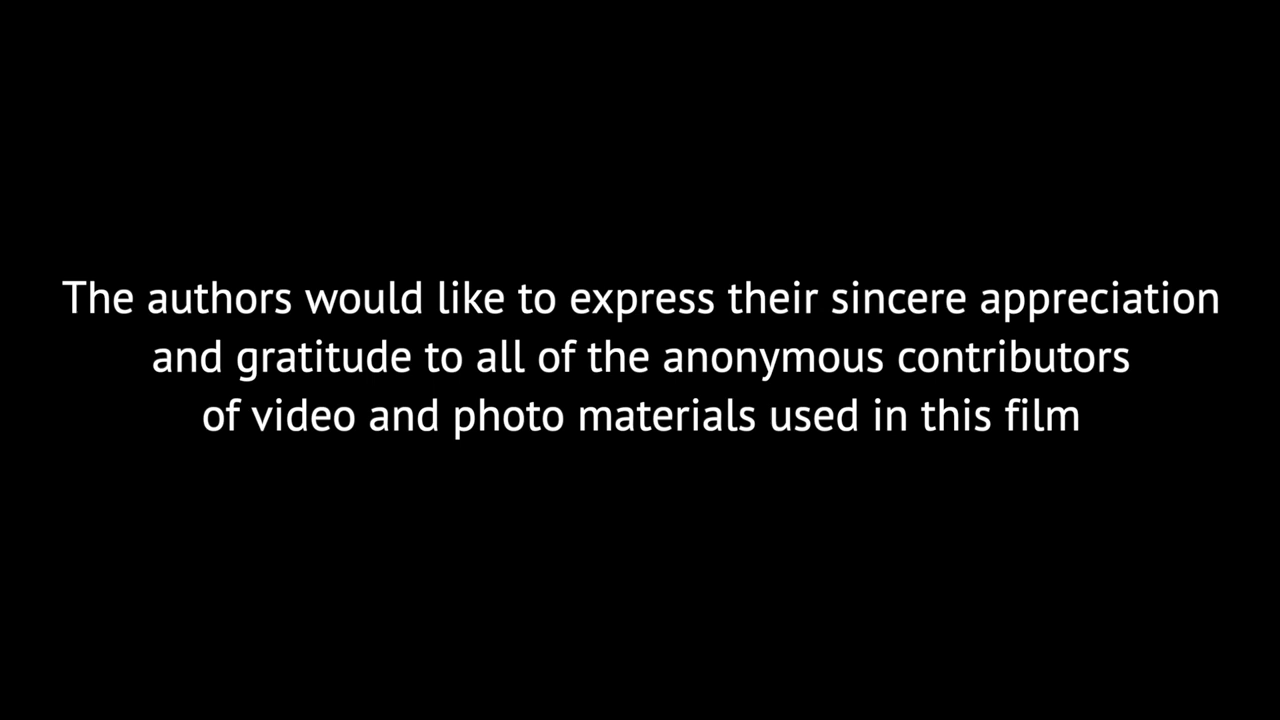 The authors would like to express their sincere appreciation
and gratitude to all of the anonymous contributors
of video and photo materials used in this film